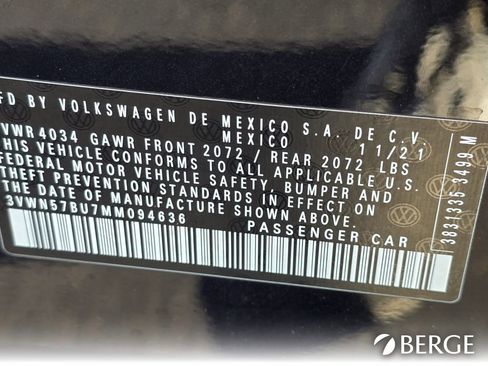 MFD BY VOLKSWAGEN DE MEXICO S.A. DE C.V.
MEXICO 11/21
VWR4034 GAWR FRONT 2072 / REAR 2072 LBS
THIS VEHICLE CONFORMS TO ALL APPLICABLE U.S.
FEDERAL MOTOR VEHICLE SAFETY, BUMPER AND
THEFT PREVENTION STANDARDS IN EFFECT ON
THE DATE OF MANUFACTURE SHOWN ABOVE.
3VWN57BU7MM094636 PASSENGER CAR
3831335 3499 M
BERGE